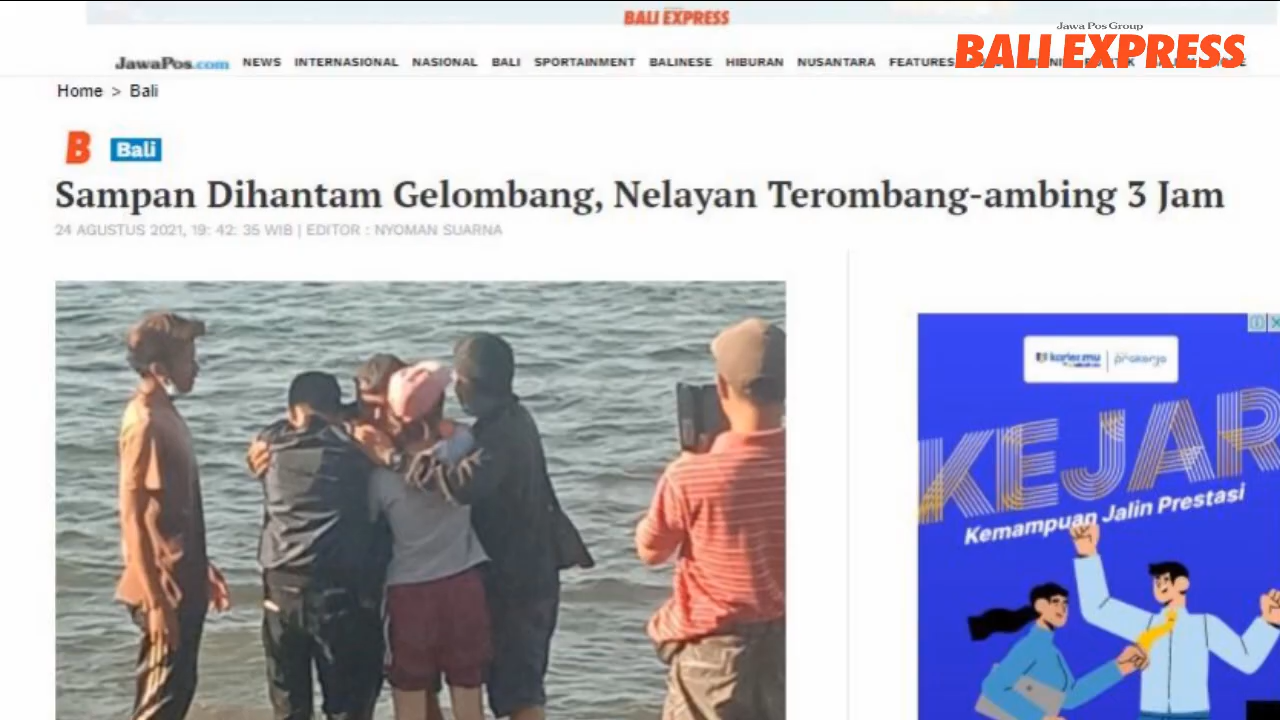 BALI EXPRESS
Jawa Pos Group
BALI EXPRESS
JawaPos.com NEWS INTERNASIONAL NASIONAL BALI SPORTAINMENT BALINESE HIBURAN NUSANTARA FEATURES
Home > Bali
B Bali
Sampan Dihantam Gelombang, Nelayan Terombang-ambing 3 Jam
24 AGUSTUS 2021, 19: 42: 35 WIB | EDITOR : NYOMAN SUARNA
karier.mu | prakerja
KEJAR
Kemampuan Jalin Prestasi